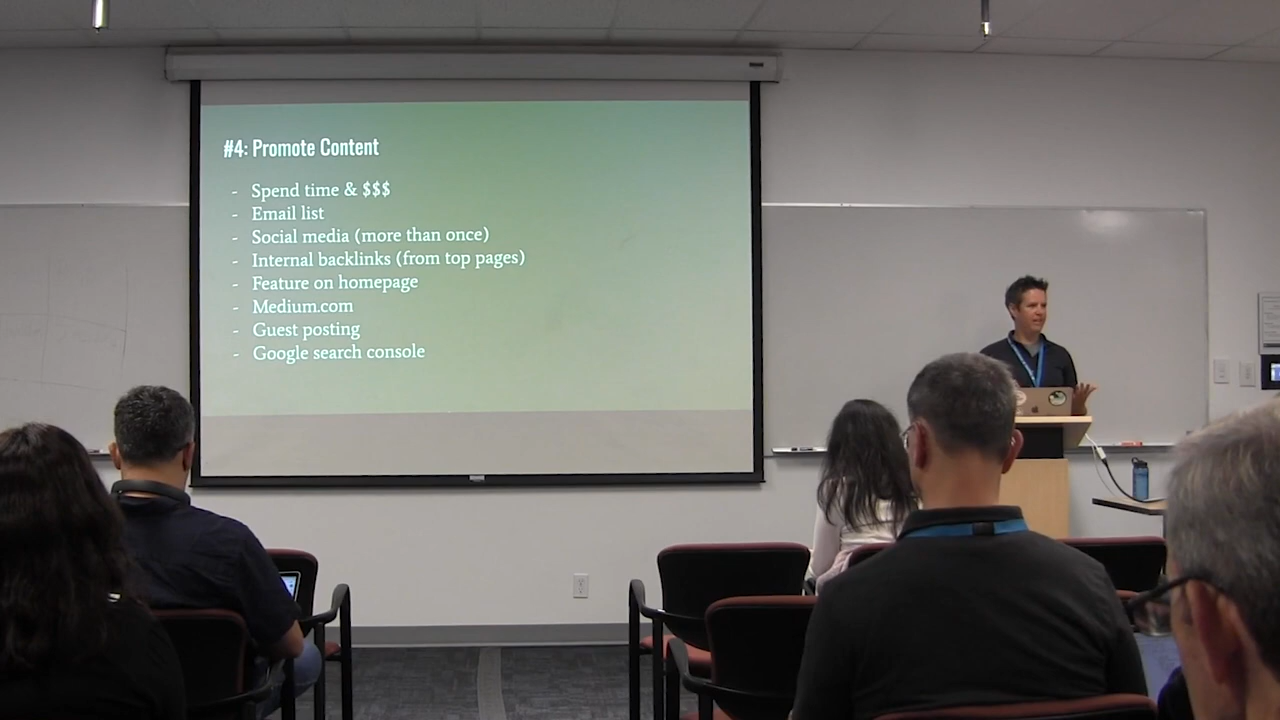 #4: Promote Content
- Spend time & $$$
- Email list
- Social media (more than once)
- Internal backlinks (from top pages)
- Feature on homepage
- Medium.com
- Guest posting
- Google search console